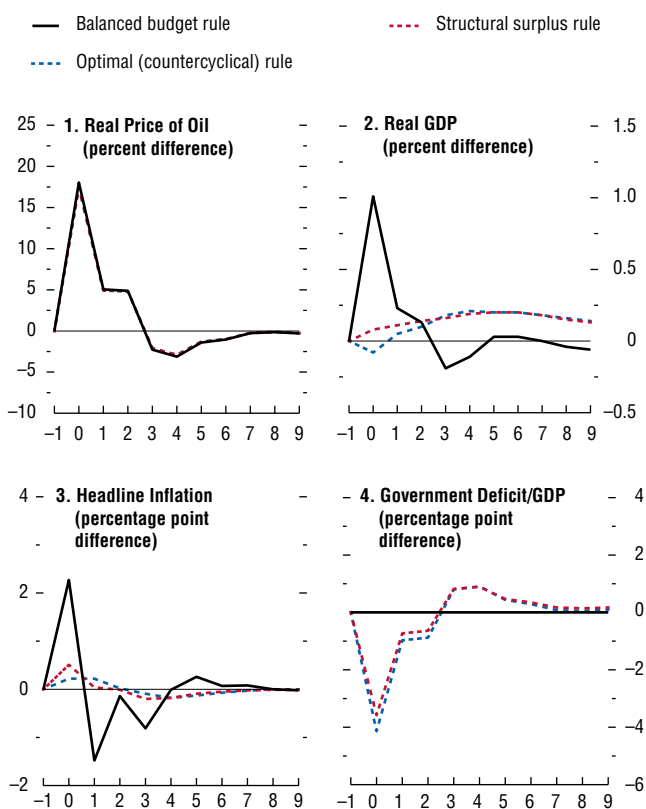 Balanced budget rule
Structural surplus rule
Optimal (countercyclical) rule
1. Real Price of Oil
(percent difference)
25
20
15
10
5
0
–5
–10
–1 0 1 2 3 4 5 6 7 8 9
2. Real GDP
(percent difference)
1.5
1.0
0.5
0
–0.5
–1 0 1 2 3 4 5 6 7 8 9
3. Headline Inflation
(percentage point
difference)
4
2
0
–2
–1 0 1 2 3 4 5 6 7 8 9
4. Government Deficit/GDP
(percentage point
difference)
4
2
0
–2
–4
–6
–1 0 1 2 3 4 5 6 7 8 9